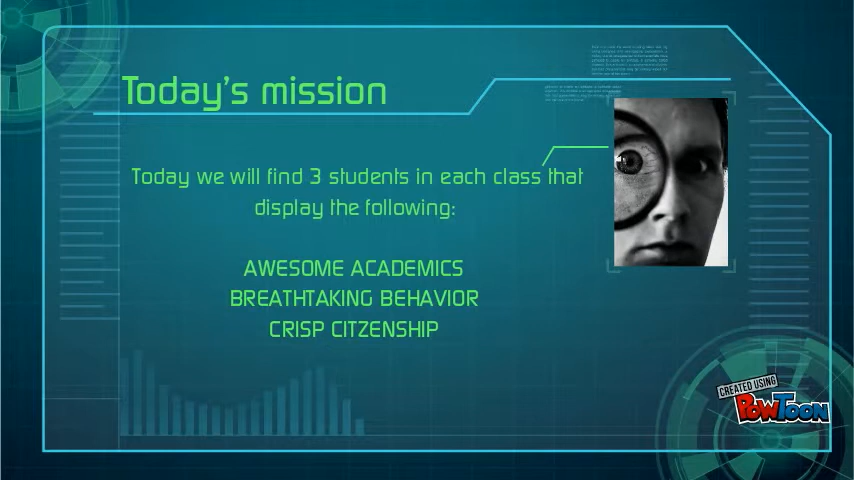 Today's mission
Today we will find 3 students in each class that
display the following:
AWESOME ACADEMICS
BREATHTAKING BEHAVIOR
CRISP CITZENSHIP
CREATED USING
POWTOON